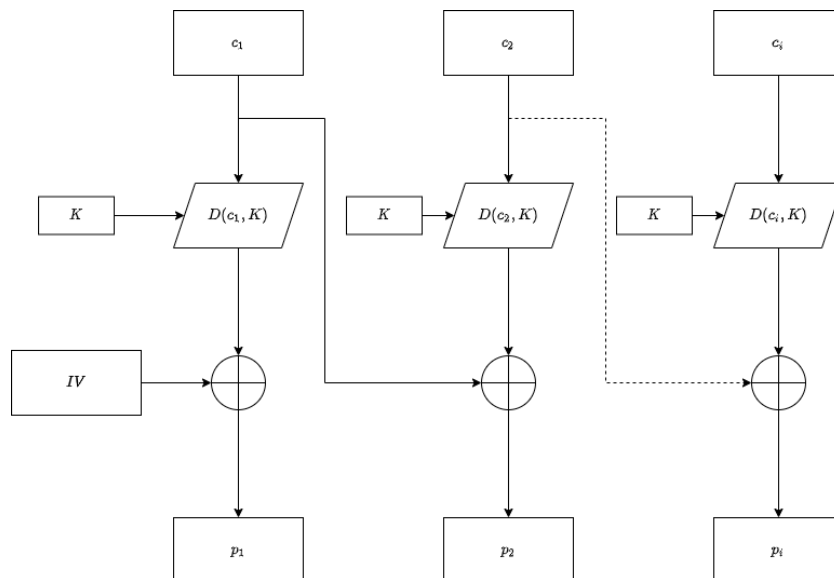 c₁ c₂ cᵢ
K D(c₁, K) K D(c₂, K) K D(cᵢ, K)
IV
p₁ p₂ pᵢ